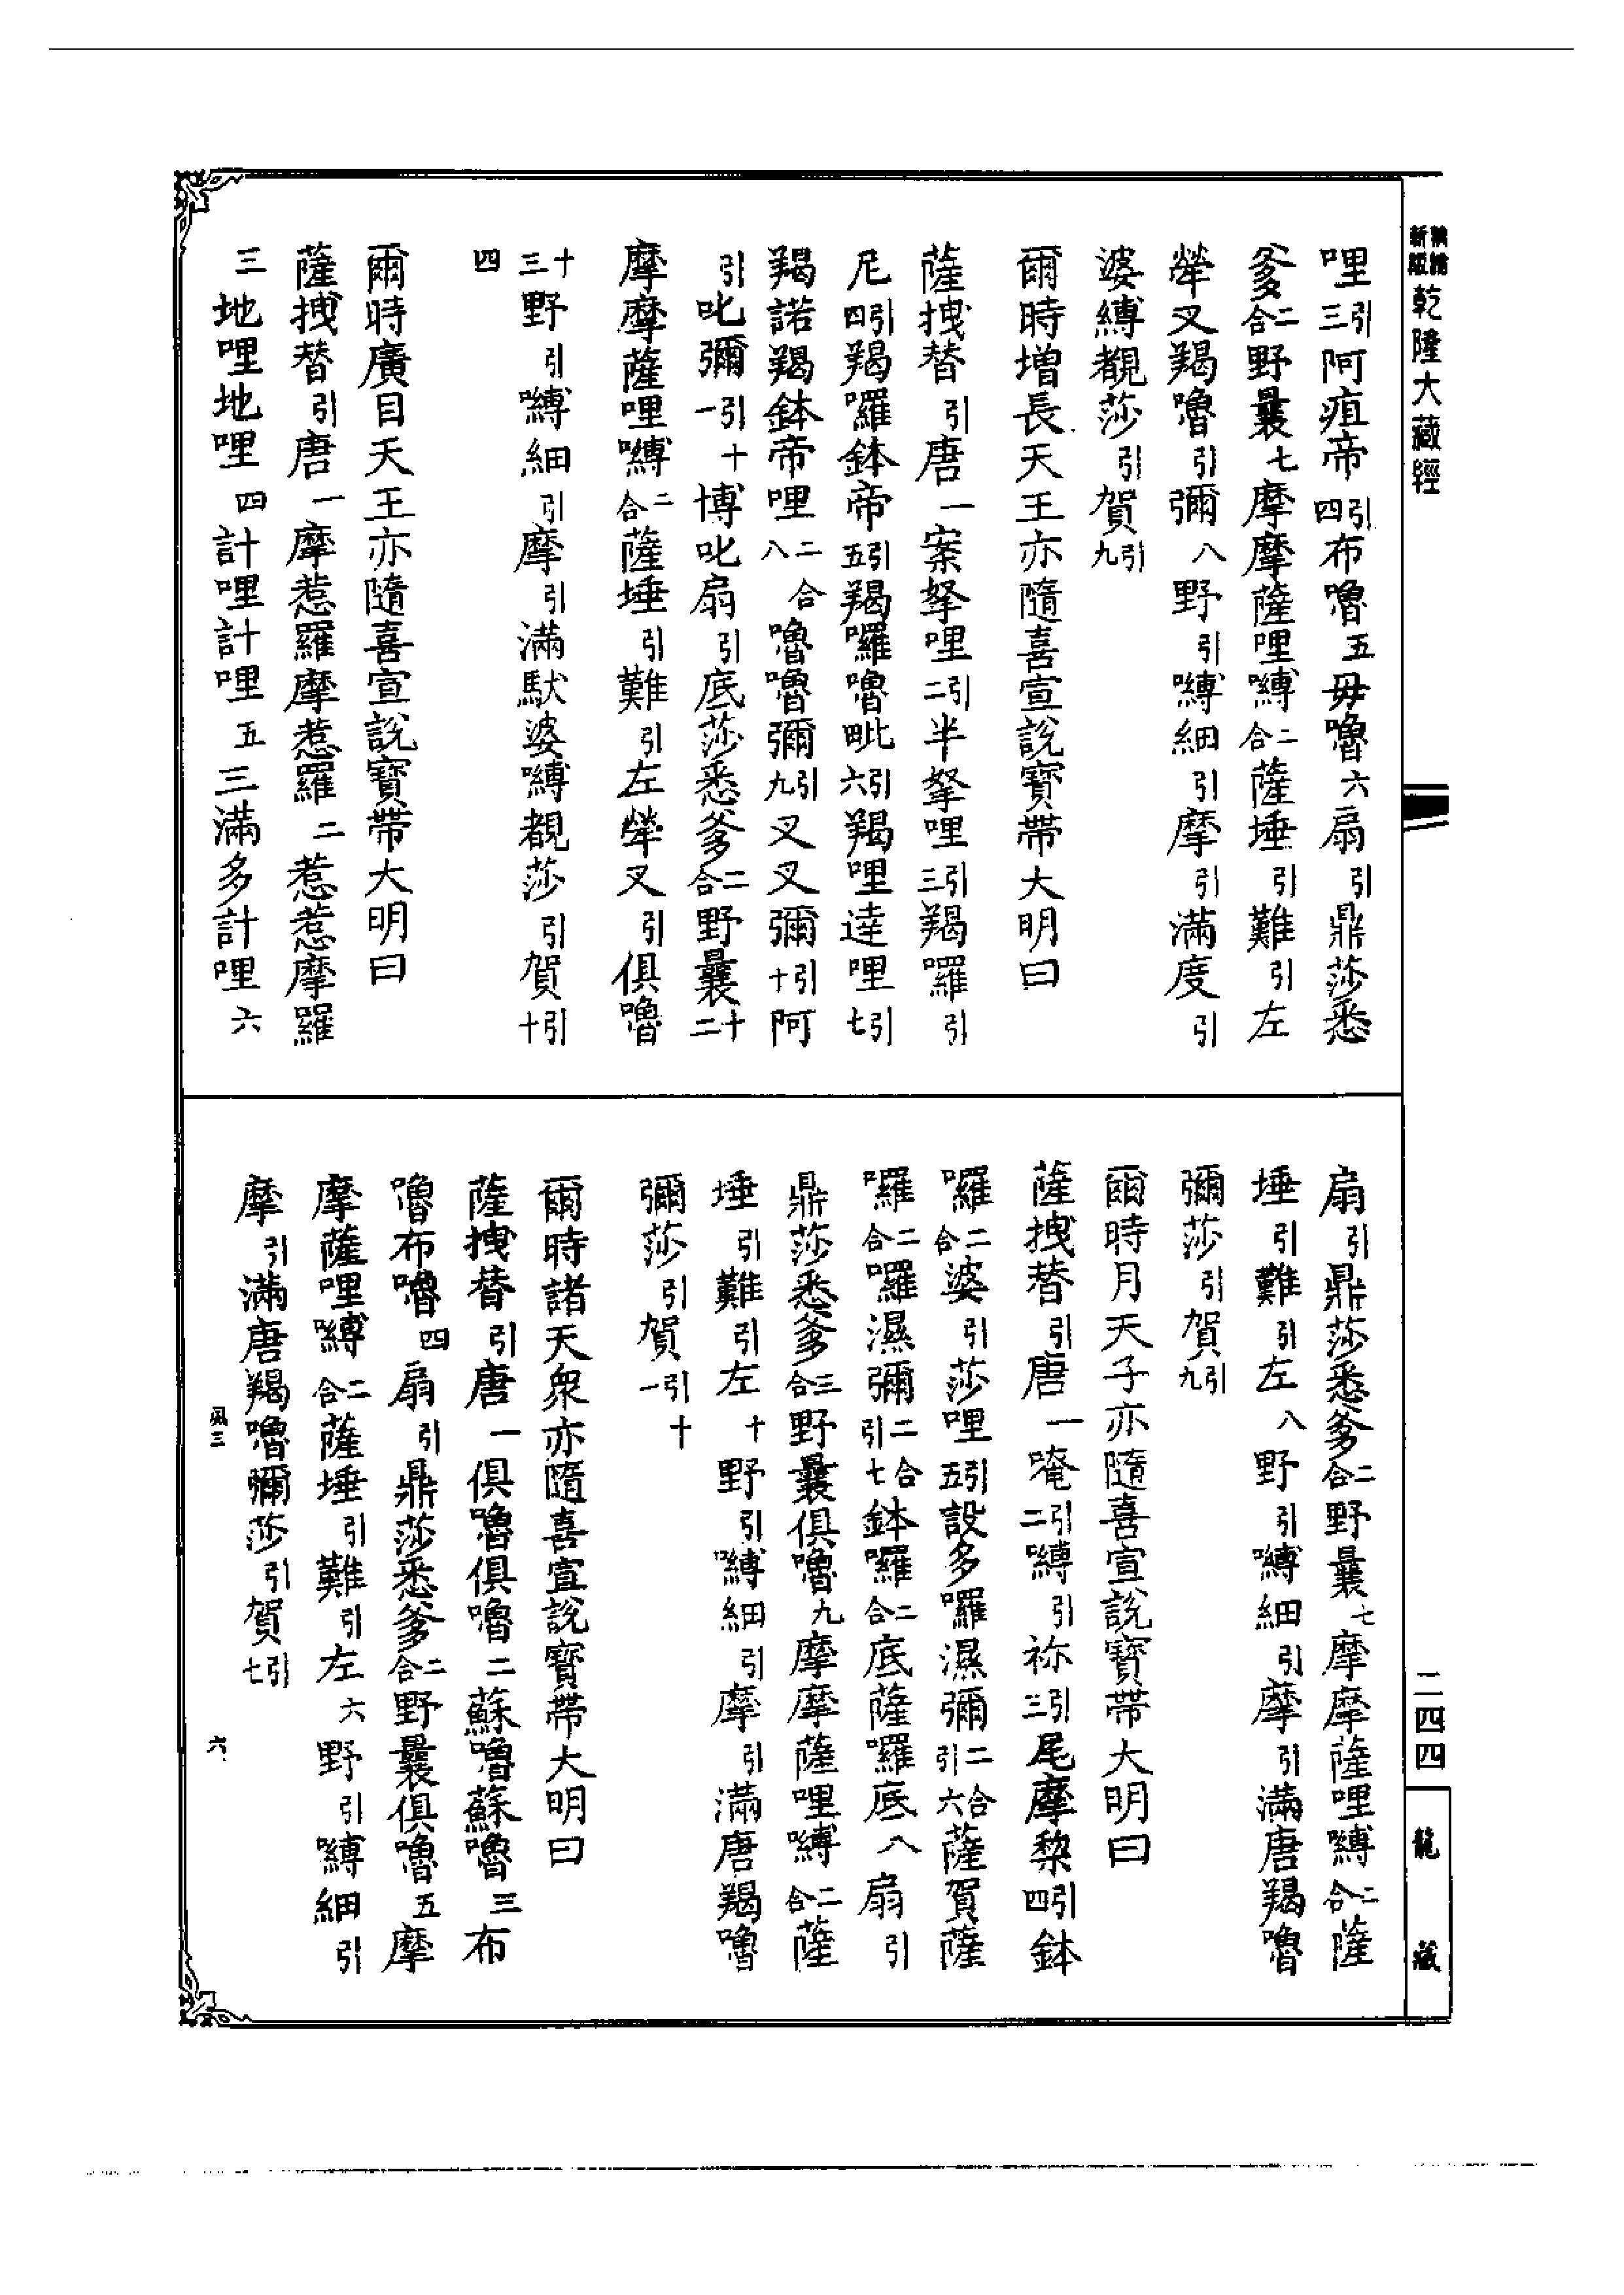 新編縮版乾隆大藏經
哩引三阿疽帝引四布嚕五毋嚕六扇引鼎莎悉
爹二合野曩七摩摩薩哩嚩二合薩埵引難引左
犖叉羯嚕引彌八野引嚩細引摩引滿度引
婆縛覩莎引賀引九
爾時增長天王亦隨喜宣說寶帶大明曰
薩拽替引唐一案拏哩引二半拏哩引三羯囉引
尼引四羯囉鉢帝引五羯囉嚕毗引六羯哩達哩引七
羯諾羯鉢帝哩二合八嚕嚕彌引九叉叉彌引十阿
引叱彌引十一博叱扇引底莎悉爹二合野曩十二
摩摩薩哩嚩二合薩埵引難引左犖叉引俱嚕
十三野引嚩細引摩引滿馱婆嚩覩莎引賀引十
四
爾時廣目天王亦隨喜宣說寶帶大明曰
薩拽替引唐一摩惹羅摩惹羅二惹惹摩羅
三地哩地哩四計哩計哩五三滿多計哩六
扇引鼎莎悉爹二合野曩七摩摩薩哩嚩二合薩
埵引難引左八野引嚩細引摩引滿唐羯嚕
彌莎引賀引九
爾時月天子亦隨喜宣說寶帶大明曰
薩拽替引唐一唵引二嚩引祢引三尾摩黎引四鉢
囉二合婆引莎哩引五設多囉濕彌二合引六薩賀薩
囉二合囉濕彌二合引七鉢囉二合底薩囉底八扇引
鼎莎悉爹三合野曩俱嚕九摩摩薩哩嚩二合薩
埵引難引左十野引嚩細引摩引滿唐羯嚕
彌莎引賀引十一
爾時諸天衆亦隨喜宣說寶帶大明曰
薩拽替引唐一俱嚕俱嚕二蘇嚕蘇嚕三布
嚕布嚕四扇引鼎莎悉爹二合野曩俱嚕五摩
摩薩哩嚩二合薩埵引難引左六野引嚩細引
摩引滿唐羯嚕彌莎引賀引七
六
二四四
龍藏